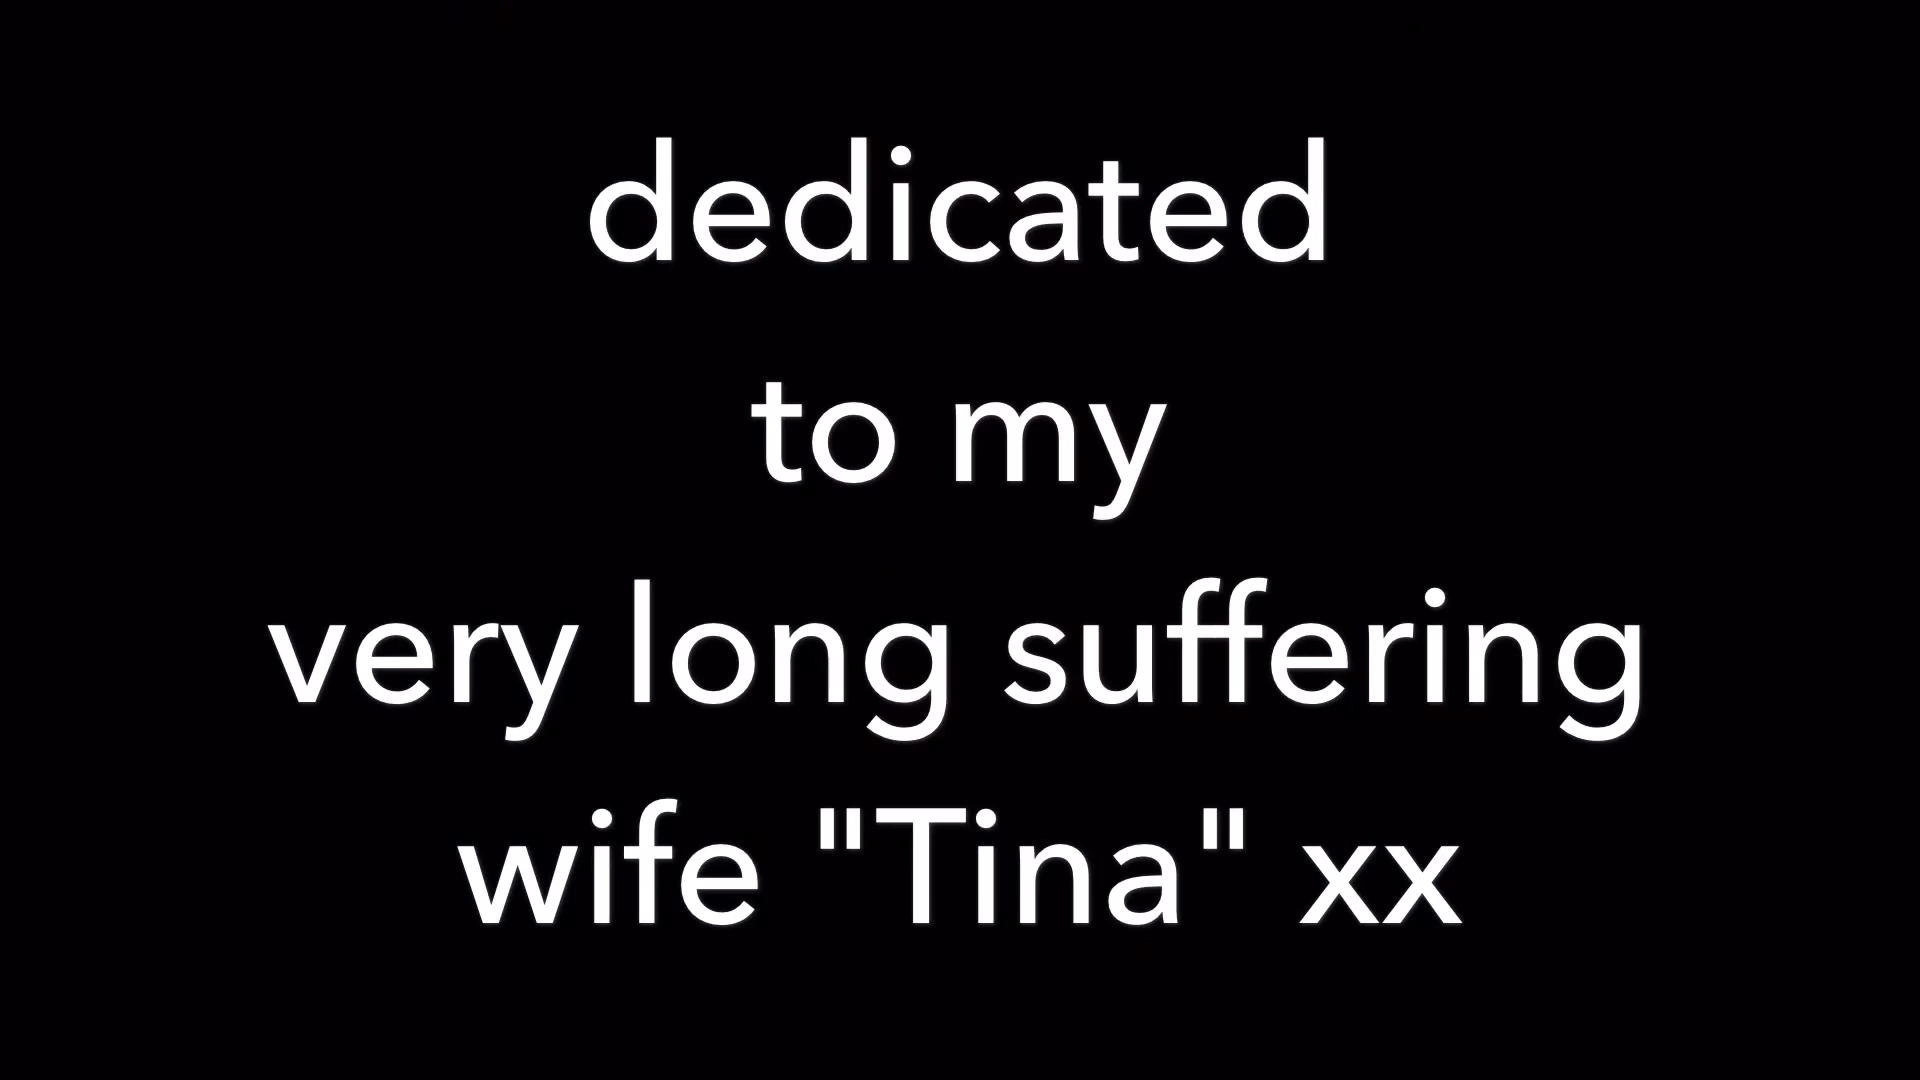 dedicated
to my
very long suffering
wife "Tina" xx